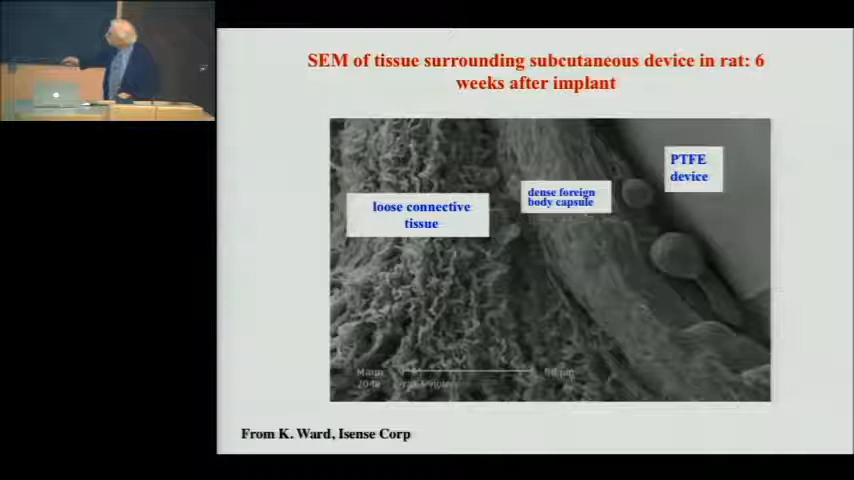 SEM of tissue surrounding subcutaneous device in rat: 6
weeks after implant
PTFE
device
dense foreign
body capsule
loose connective
tissue
From K. Ward, Isense Corp